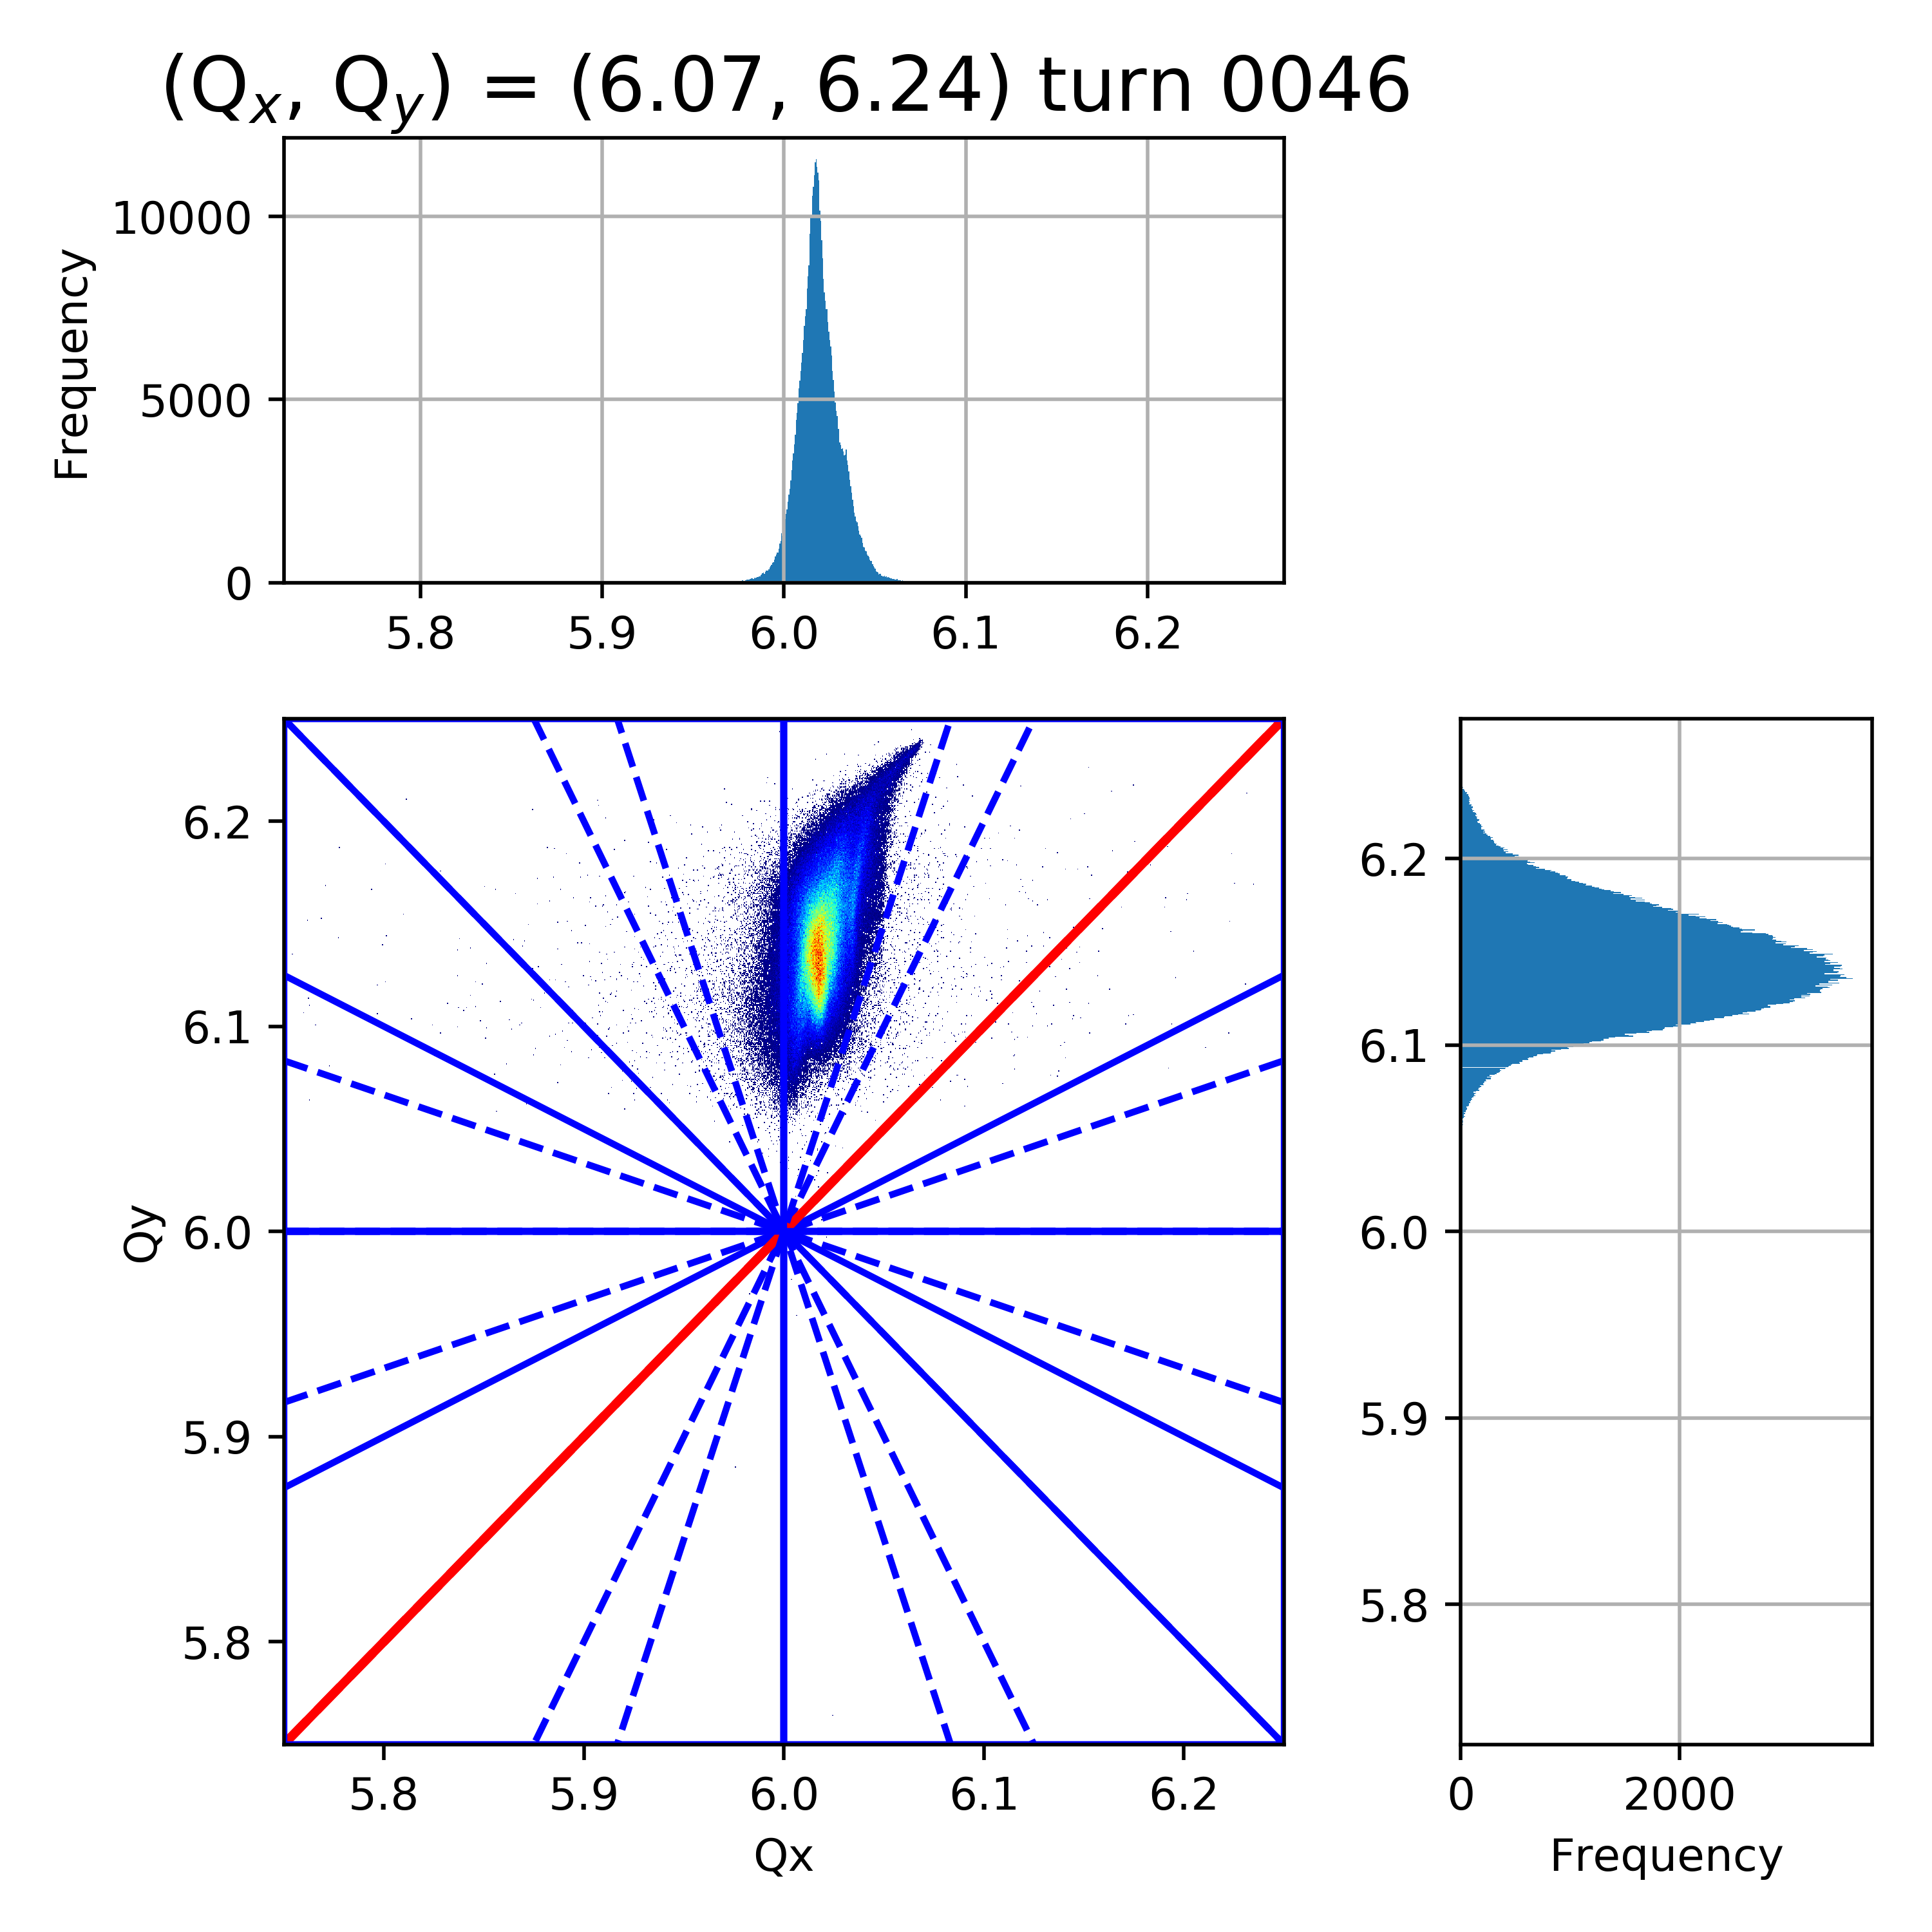 (Qx, Qy) = (6.07, 6.24) turn 0046
Frequency
10000
5000
0
5.8 5.9 6.0 6.1 6.2
Qy
6.2
6.1
6.0
5.9
5.8
5.8 5.9 6.0 6.1 6.2
Qx
6.2
6.1
6.0
5.9
5.8
0 2000
Frequency